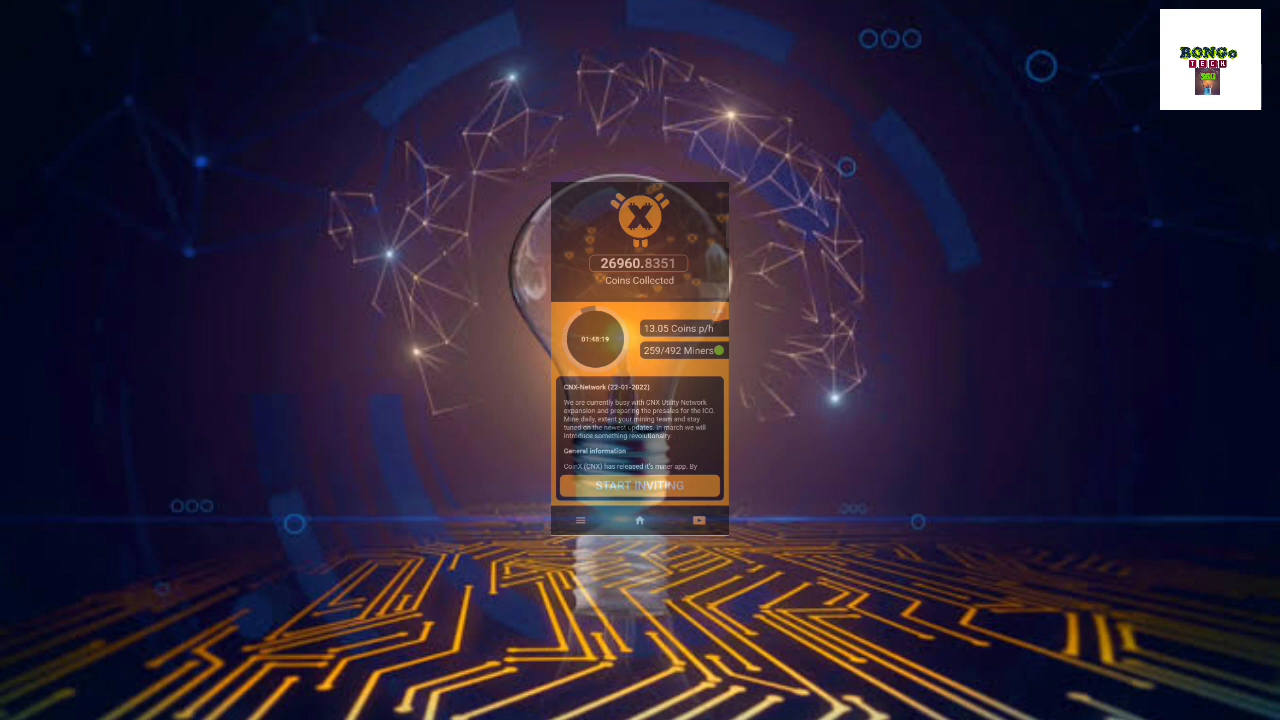 BONGo
TECH
26960.8351
Coins Collected
13.05 Coins p/h
01:48:19
259/492 Miners
CNX-Network (22-01-2022)
We are currently busy with CNX Utility Network
expansion and preparing the presales for the ICO.
Mine daily, extent your mining team and stay
tuned on the newest updates. In march we will
introduce something revolutionairy
General information
CoinX (CNX) has released it's miner app. By
START INVITING